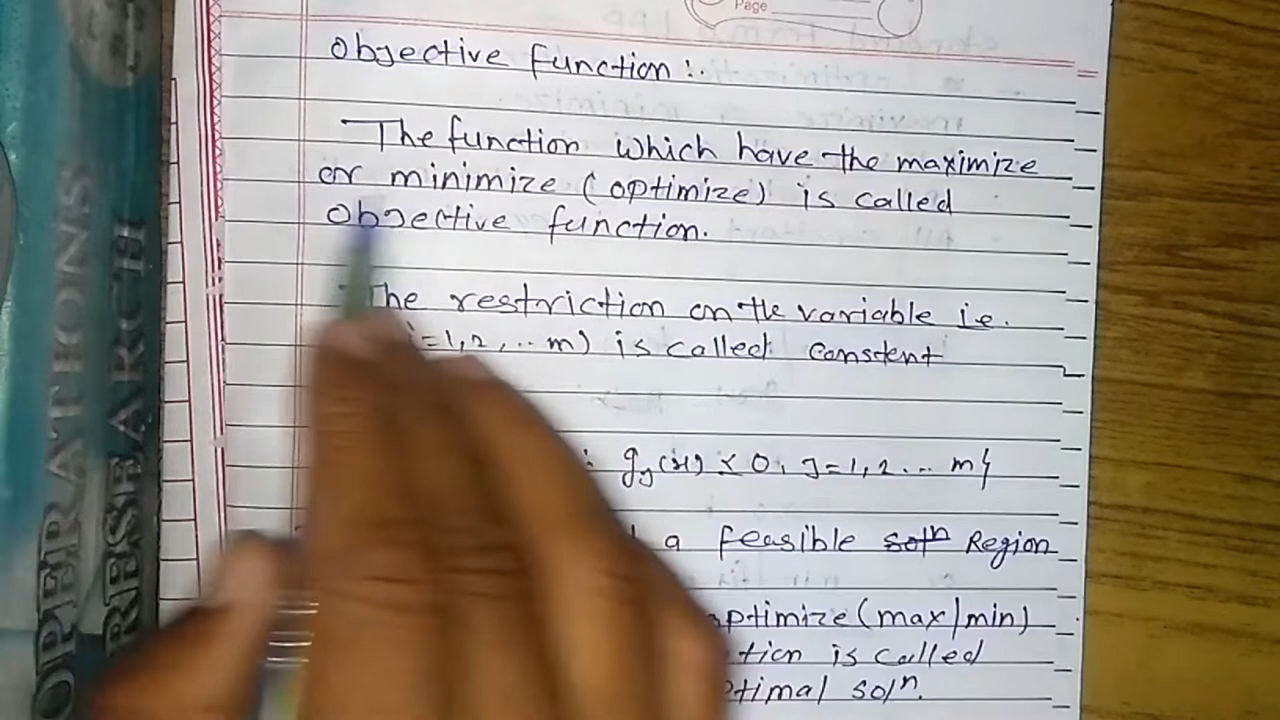 Page
Objective function :.
The function which have the maximize
or minimize (optimize) is called
Objective function.
The restriction on the variable i.e.
i=1,2,.. m) is called constent
: gj(x) < 0, j=1,2... m}
a feasible soln Region
optimize (max/min)
tion is called
optimal soln.
OPERATIONS
RESEARCH